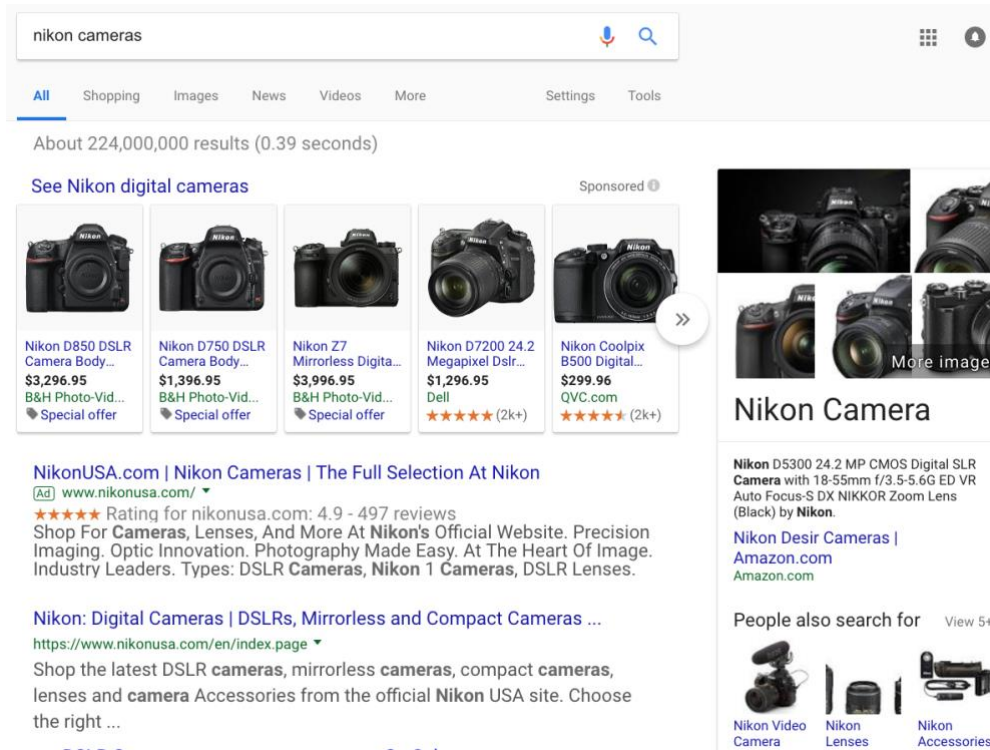 nikon cameras
All Shopping Images News Videos More Settings Tools
About 224,000,000 results (0.39 seconds)
See Nikon digital cameras
Sponsored
Nikon D850 DSLR
Camera Body...
$3,296.95
B&H Photo-Vid...
Special offer
Nikon D750 DSLR
Camera Body...
$1,396.95
B&H Photo-Vid...
Special offer
Nikon Z7
Mirrorless Digita...
$3,996.95
B&H Photo-Vid...
Special offer
Nikon D7200 24.2
Megapixel Dslr...
$1,296.95
Dell
(2k+)
Nikon Coolpix
B500 Digital...
$299.96
QVC.com
(2k+)
NikonUSA.com | Nikon Cameras | The Full Selection At Nikon
Ad www.nikonusa.com/
Rating for nikonusa.com: 4.9 - 497 reviews
Shop For Cameras, Lenses, And More At Nikon's Official Website. Precision
Imaging. Optic Innovation. Photography Made Easy. At The Heart Of Image.
Industry Leaders. Types: DSLR Cameras, Nikon 1 Cameras, DSLR Lenses.
Nikon: Digital Cameras | DSLRs, Mirrorless and Compact Cameras ...
https://www.nikonusa.com/en/index.page
Shop the latest DSLR cameras, mirrorless cameras, compact cameras,
lenses and camera Accessories from the official Nikon USA site. Choose
the right ...
More image
Nikon Camera
Nikon D5300 24.2 MP CMOS Digital SLR
Camera with 18-55mm f/3.5-5.6G ED VR
Auto Focus-S DX NIKKOR Zoom Lens
(Black) by Nikon.
Nikon Desir Cameras |
Amazon.com
Amazon.com
People also search for View 5+
Nikon Video
Camera
Nikon
Lenses
Nikon
Accessories